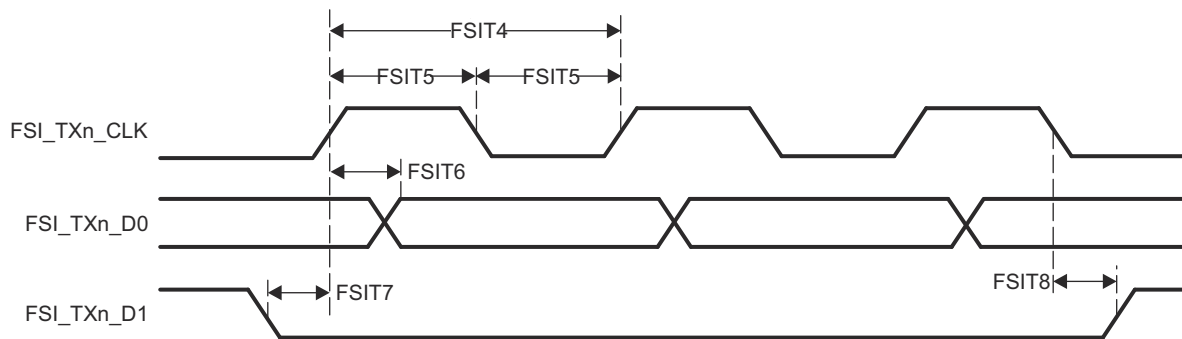 FSIT4
FSIT5 FSIT5
FSI_TXn_CLK
FSIT6
FSI_TXn_D0
FSIT7 FSIT8
FSI_TXn_D1